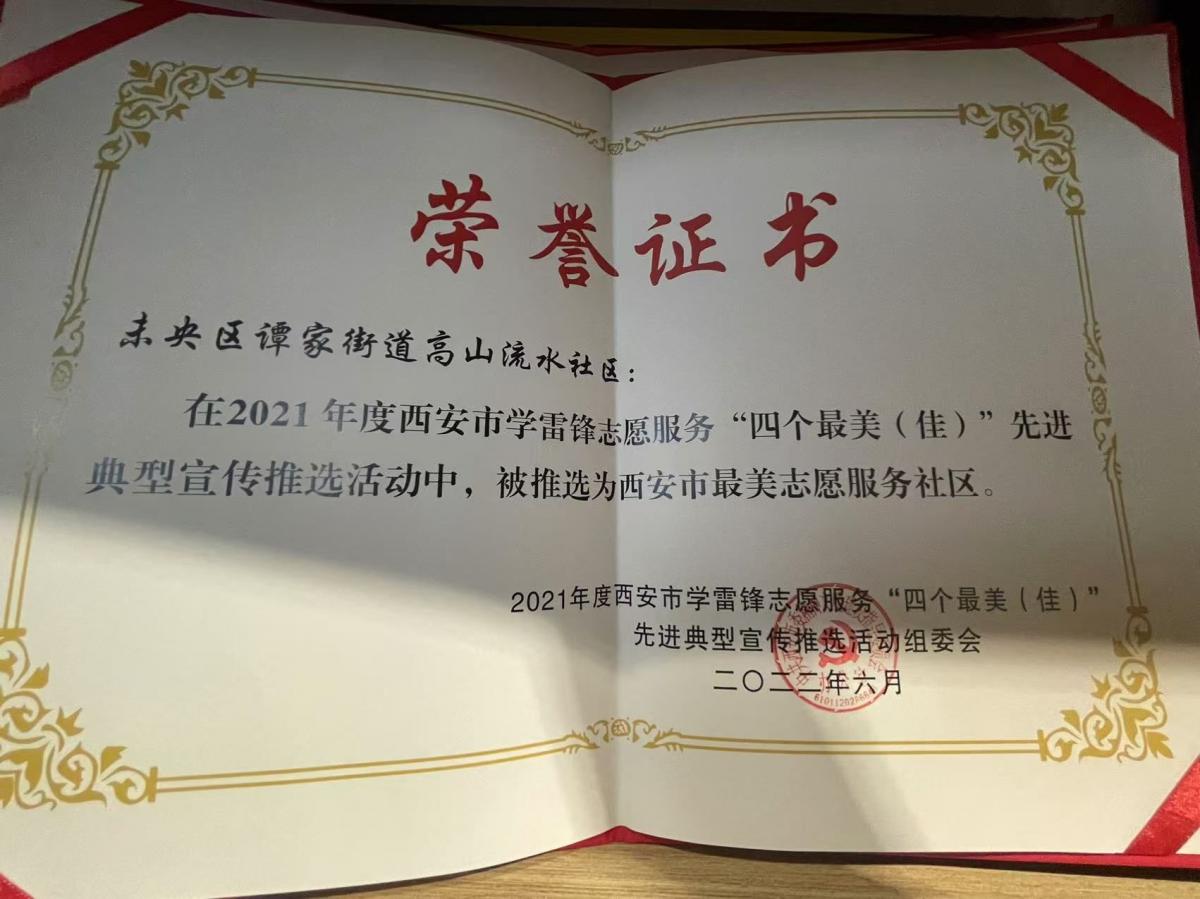 荣誉证书
未央区谭家街道高山流水社区：
在2021年度西安市学雷锋志愿服务“四个最美（佳）”先进
典型宣传推选活动中，被推选为西安市最美志愿服务社区。
2021年度西安市学雷锋志愿服务“四个最美（佳）”
先进典型宣传推选活动组委会
二〇二二年六月